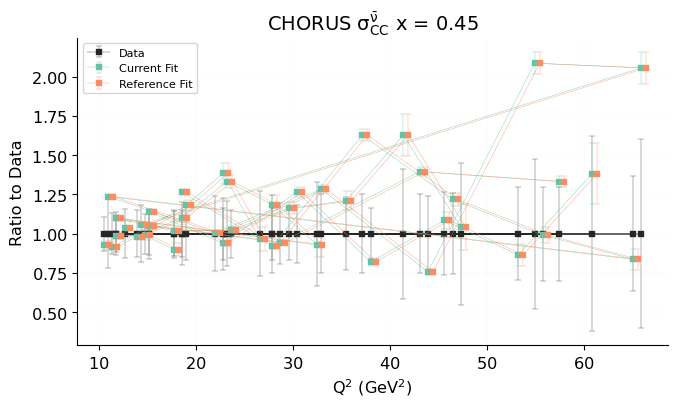 CHORUS σ^ν̄_CC x = 0.45
Data
Current Fit
Reference Fit
Ratio to Data
2.00
1.75
1.50
1.25
1.00
0.75
0.50
10 20 30 40 50 60
Q² (GeV²)